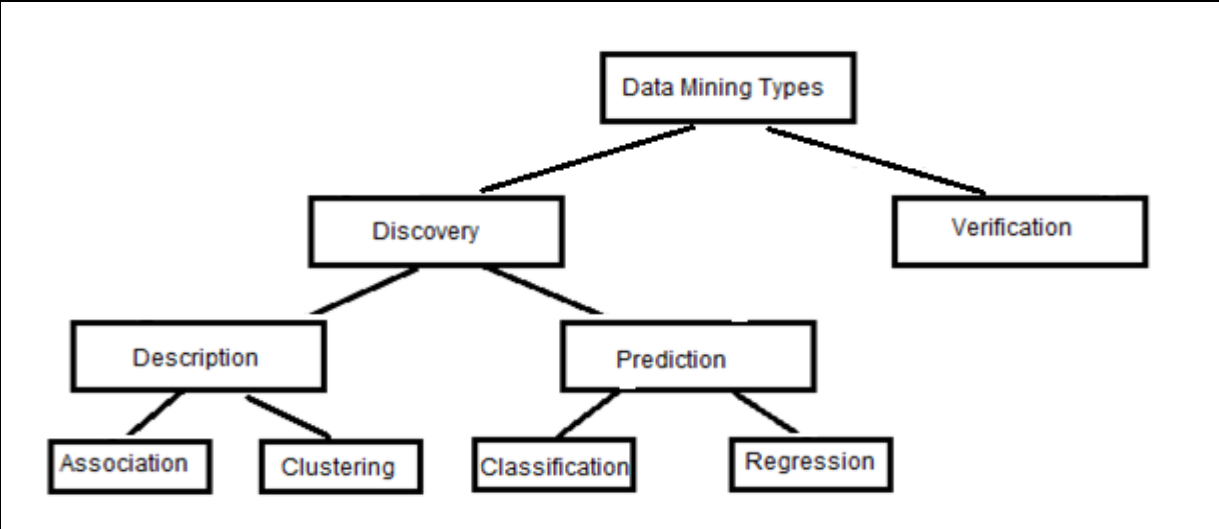 Data Mining Types
Discovery
Verification
Description
Prediction
Association
Clustering
Classification
Regression